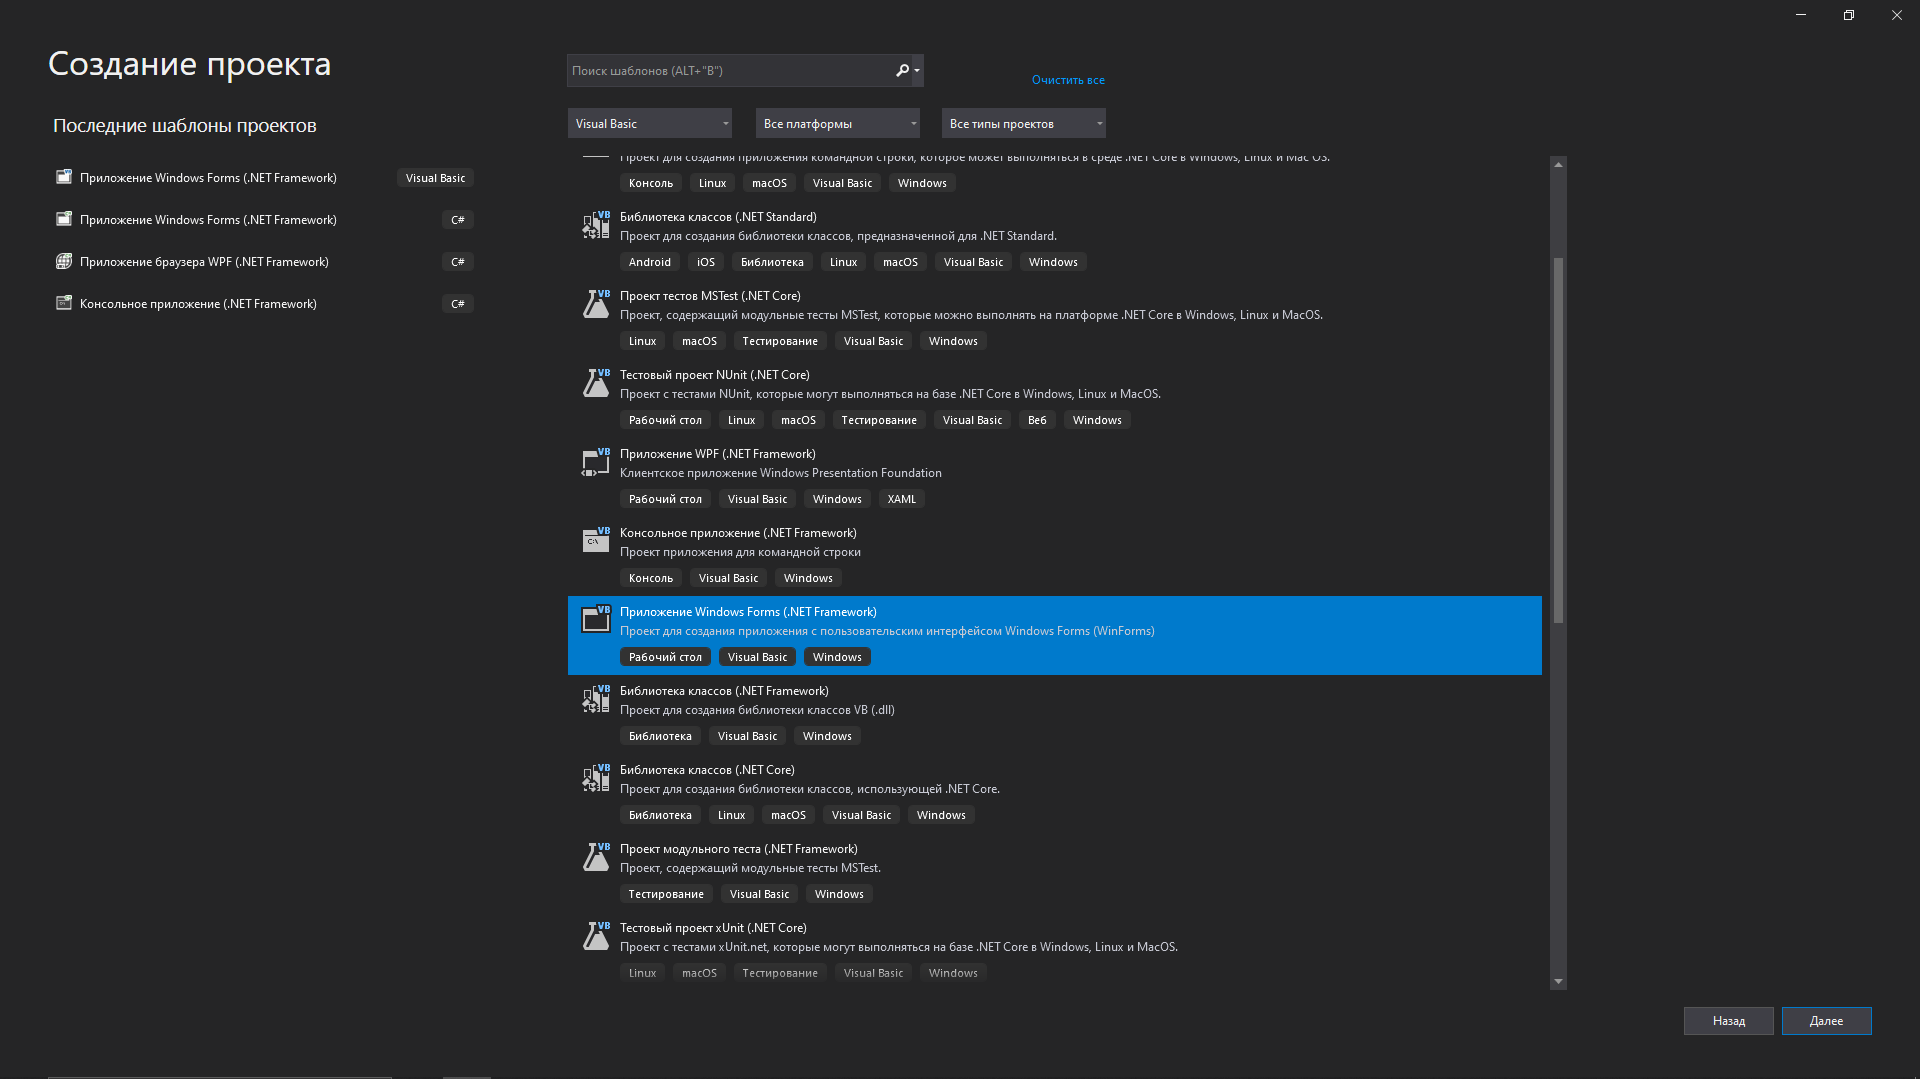 Создание проекта
Последние шаблоны проектов
Приложение Windows Forms (.NET Framework) Visual Basic
Приложение Windows Forms (.NET Framework) C#
Приложение браузера WPF (.NET Framework) C#
Консольное приложение (.NET Framework) C#
Поиск шаблонов (ALT+"В")
Очистить все
Visual Basic Все платформы Все типы проектов
Проект для создания приложения командной строки, которое может выполняться в среде .NET Core в Windows, Linux и Mac OS.
Консоль Linux macOS Visual Basic Windows
VB Библиотека классов (.NET Standard)
Проект для создания библиотеки классов, предназначенной для .NET Standard.
Android iOS Библиотека Linux macOS Visual Basic Windows
VB Проект тестов MSTest (.NET Core)
Проект, содержащий модульные тесты MSTest, которые можно выполнять на платформе .NET Core в Windows, Linux и MacOS.
Linux macOS Тестирование Visual Basic Windows
VB Тестовый проект NUnit (.NET Core)
Проект с тестами NUnit, которые могут выполняться на базе .NET Core в Windows, Linux и MacOS.
Рабочий стол Linux macOS Тестирование Visual Basic Веб Windows
VB Приложение WPF (.NET Framework)
Клиентское приложение Windows Presentation Foundation
Рабочий стол Visual Basic Windows XAML
VB Консольное приложение (.NET Framework)
C:\ Проект приложения для командной строки
Консоль Visual Basic Windows
VB Приложение Windows Forms (.NET Framework)
Проект для создания приложения с пользовательским интерфейсом Windows Forms (WinForms)
Рабочий стол Visual Basic Windows
VB Библиотека классов (.NET Framework)
Проект для создания библиотеки классов VB (.dll)
Библиотека Visual Basic Windows
VB Библиотека классов (.NET Core)
Проект для создания библиотеки классов, использующей .NET Core.
Библиотека Linux macOS Visual Basic Windows
VB Проект модульного теста (.NET Framework)
Проект, содержащий модульные тесты MSTest.
Тестирование Visual Basic Windows
VB Тестовый проект xUnit (.NET Core)
Проект с тестами xUnit.net, которые могут выполняться на базе .NET Core в Windows, Linux и MacOS.
Linux macOS Тестирование Visual Basic Windows
Назад Далее